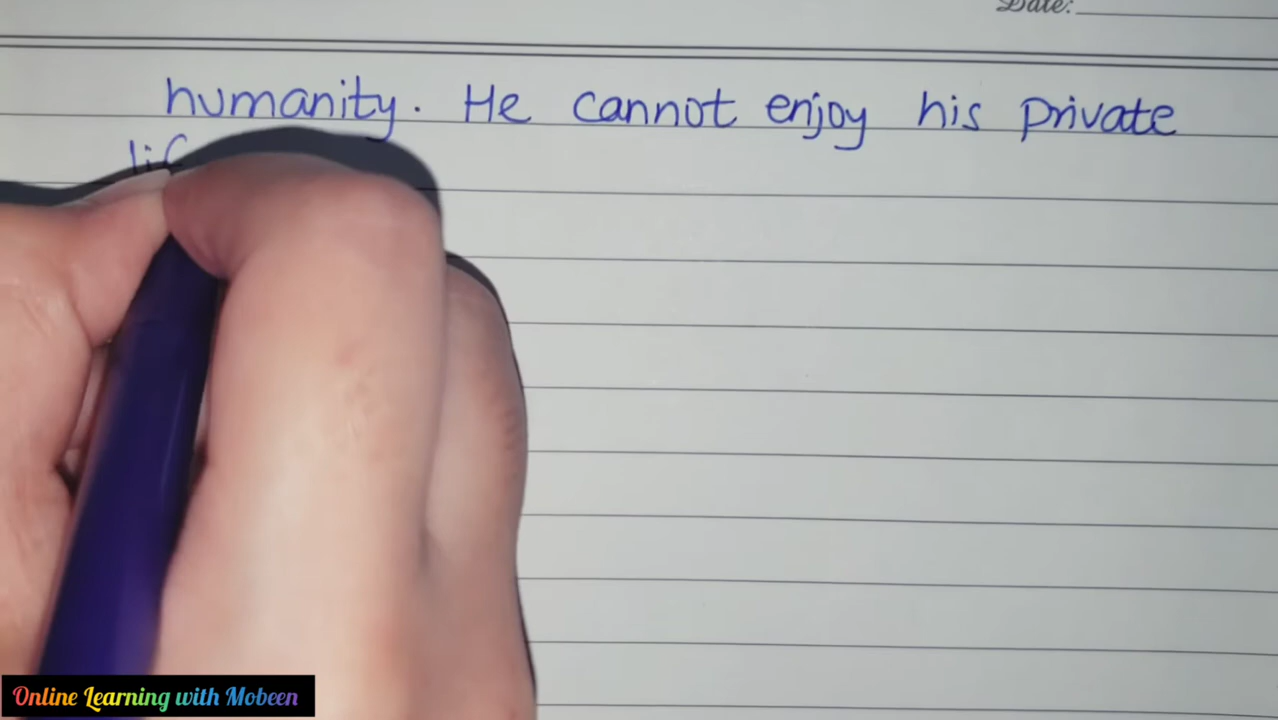 Date:
humanity. He cannot enjoy his private
Online Learning with Mobeen